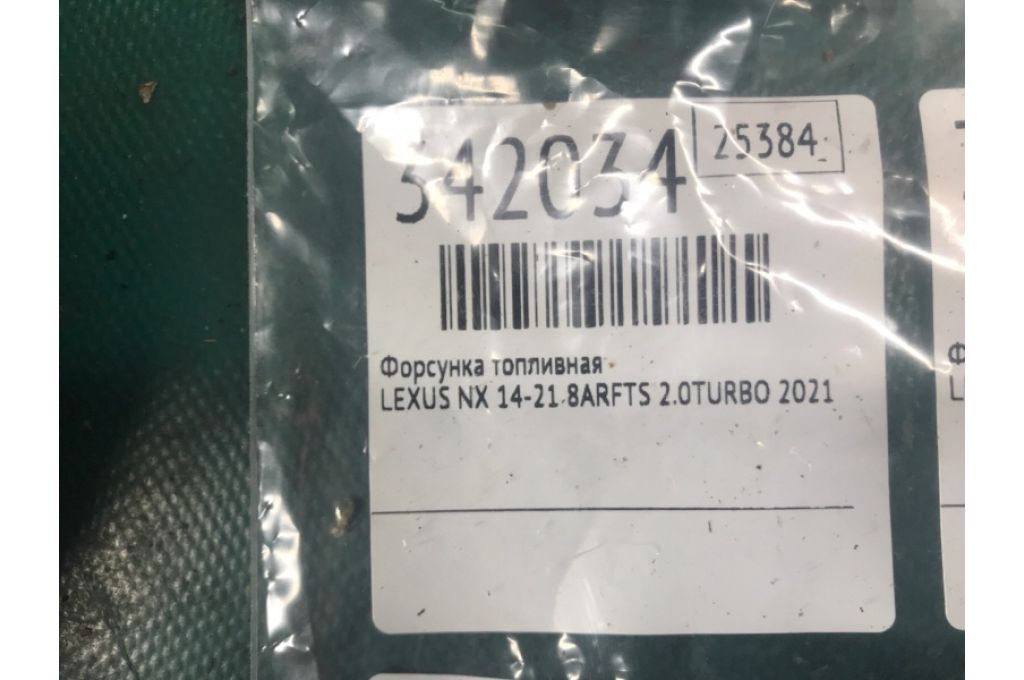 342034
25384
Форсунка топливная
LEXUS NX 14-21 8ARFTS 2.0TURBO 2021
Ф
L